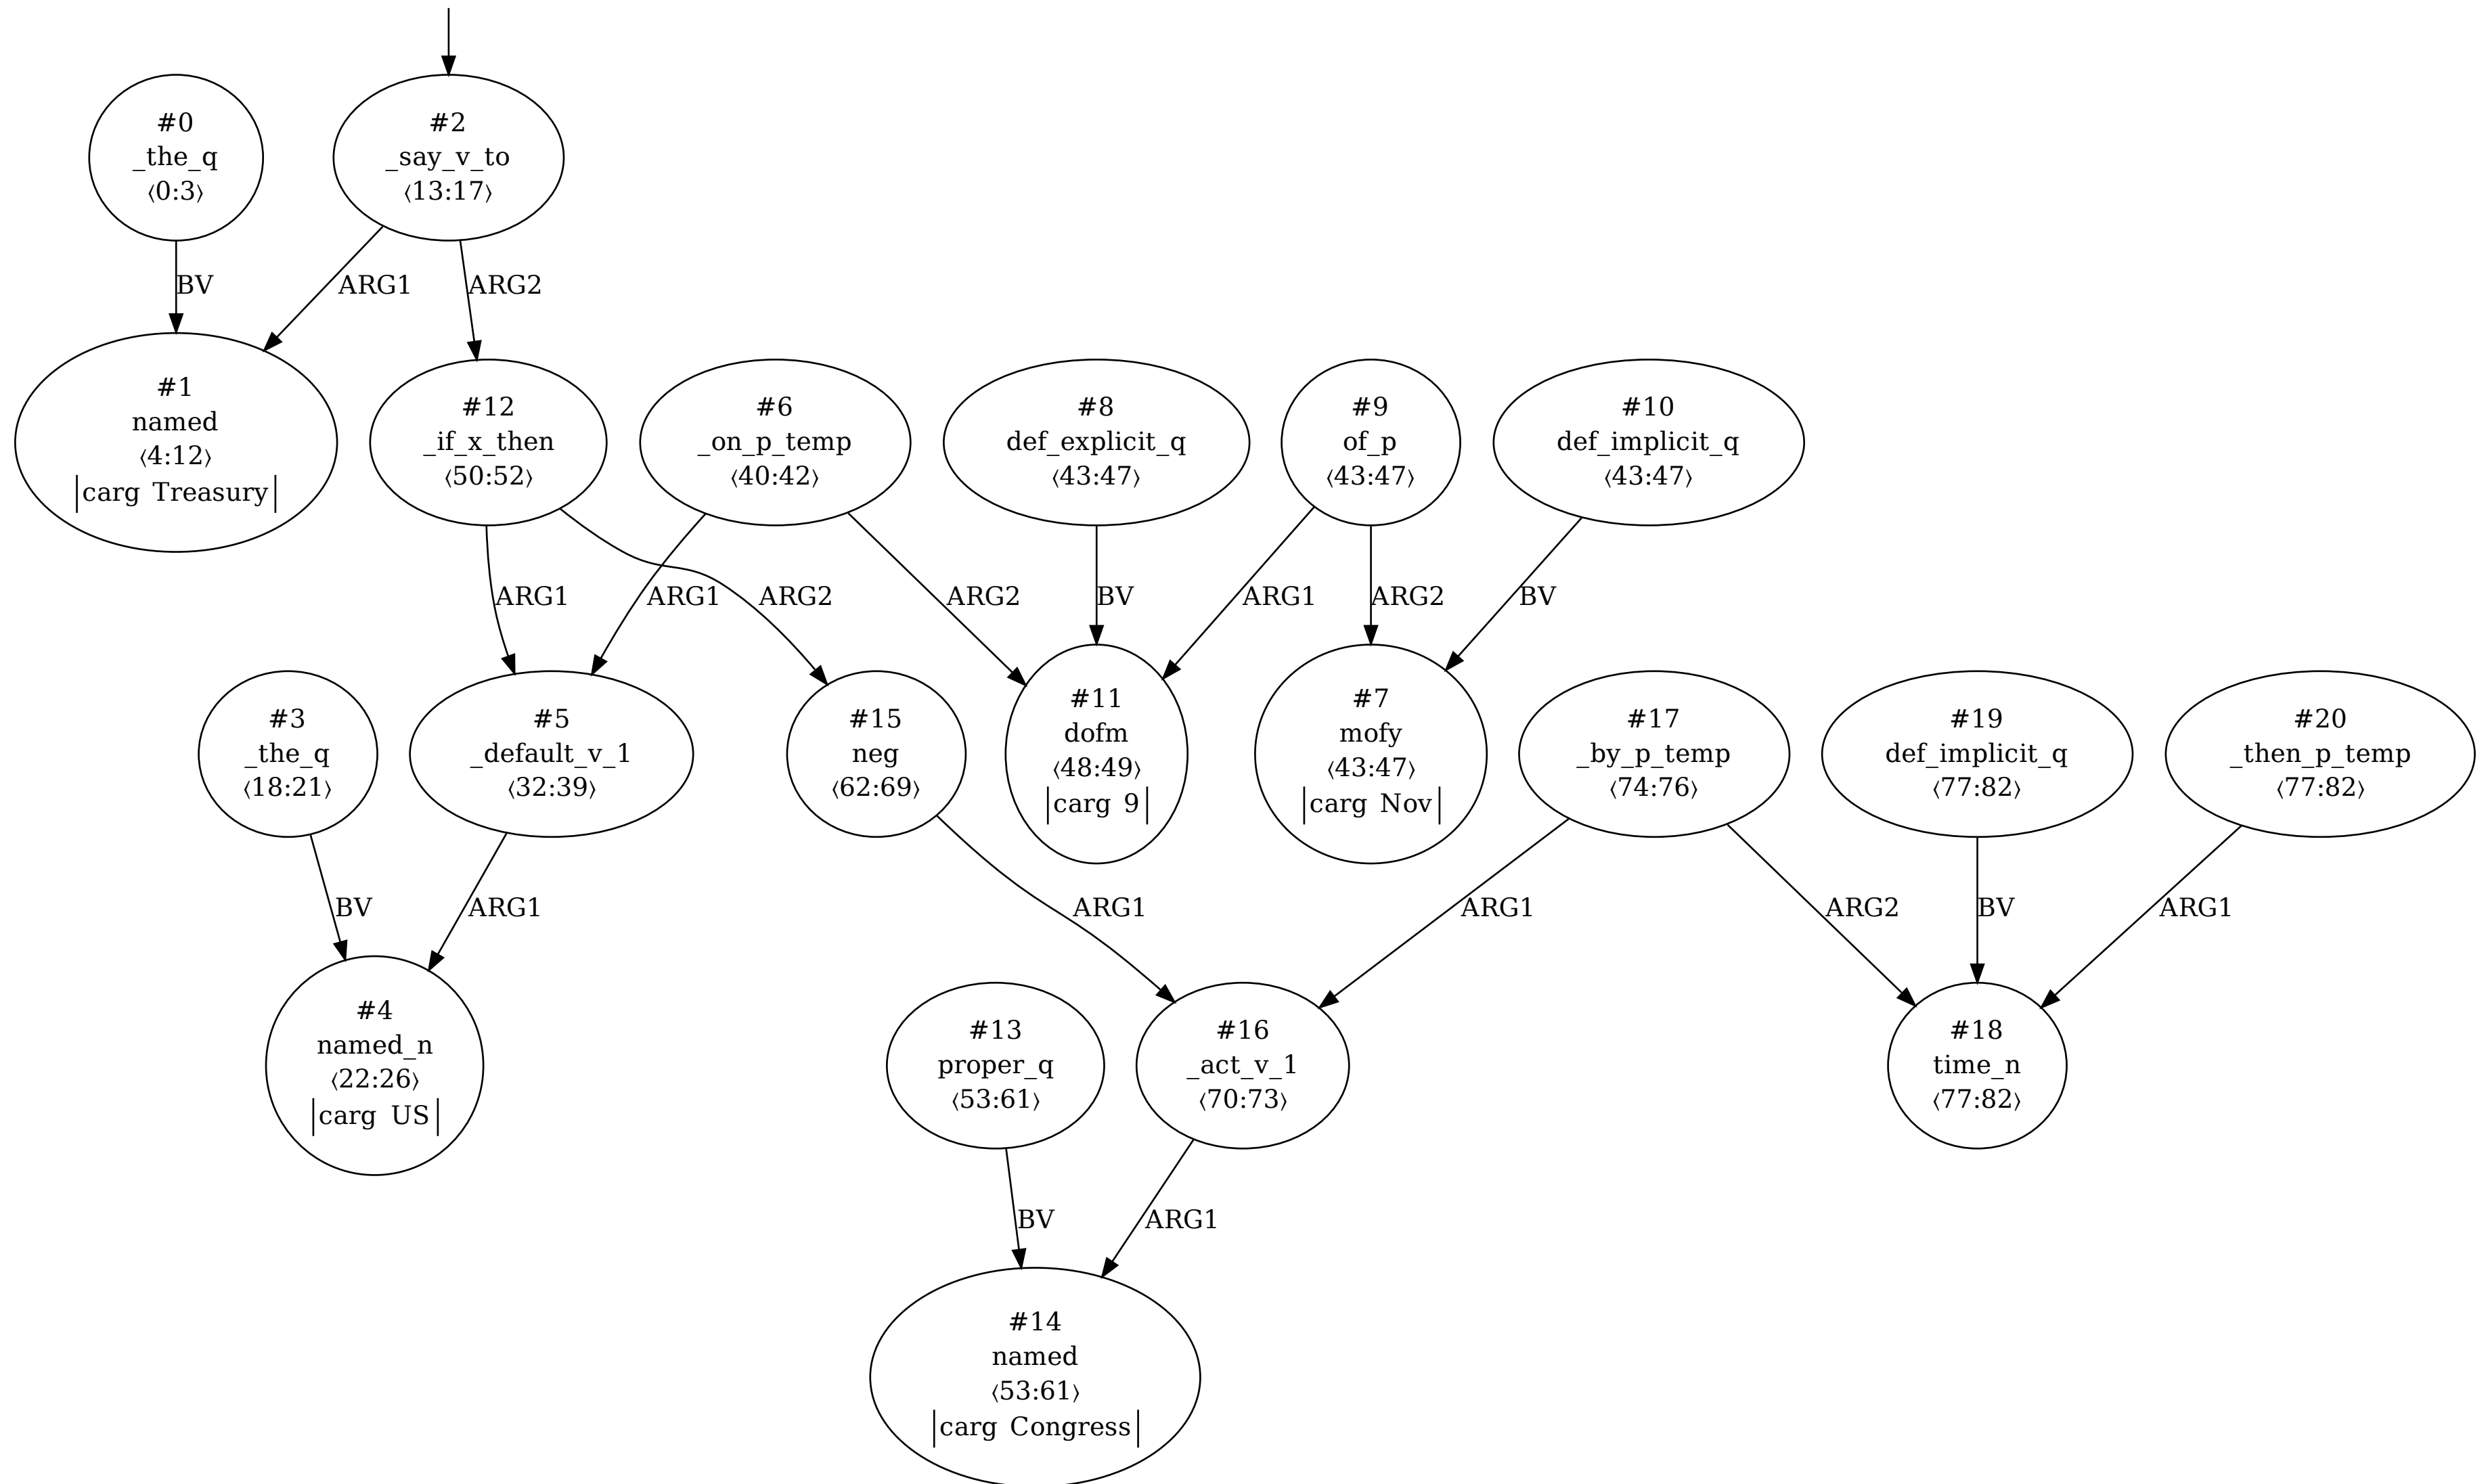 #0
_the_q
⟨0:3⟩
#2
_say_v_to
⟨13:17⟩
BV
ARG1
ARG2
#1
named
⟨4:12⟩
|carg Treasury|
#12
_if_x_then
⟨50:52⟩
#6
_on_p_temp
⟨40:42⟩
#8
def_explicit_q
⟨43:47⟩
#9
of_p
⟨43:47⟩
#10
def_implicit_q
⟨43:47⟩
ARG1
ARG1
ARG2
ARG2
BV
ARG1
ARG2
BV
#3
_the_q
⟨18:21⟩
#5
_default_v_1
⟨32:39⟩
#15
neg
⟨62:69⟩
#11
dofm
⟨48:49⟩
|carg 9|
#7
mofy
⟨43:47⟩
|carg Nov|
#17
_by_p_temp
⟨74:76⟩
#19
def_implicit_q
⟨77:82⟩
#20
_then_p_temp
⟨77:82⟩
BV
ARG1
ARG1
ARG1
ARG2
BV
ARG1
#4
named_n
⟨22:26⟩
|carg US|
#13
proper_q
⟨53:61⟩
#16
_act_v_1
⟨70:73⟩
#18
time_n
⟨77:82⟩
BV
ARG1
#14
named
⟨53:61⟩
|carg Congress|